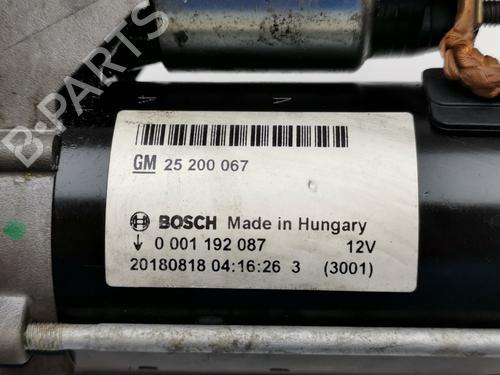 B-PARTS
GM 25 200 067
BOSCH Made in Hungary
0 001 192 087 12V
20180818 04:16:26 3 (3001)